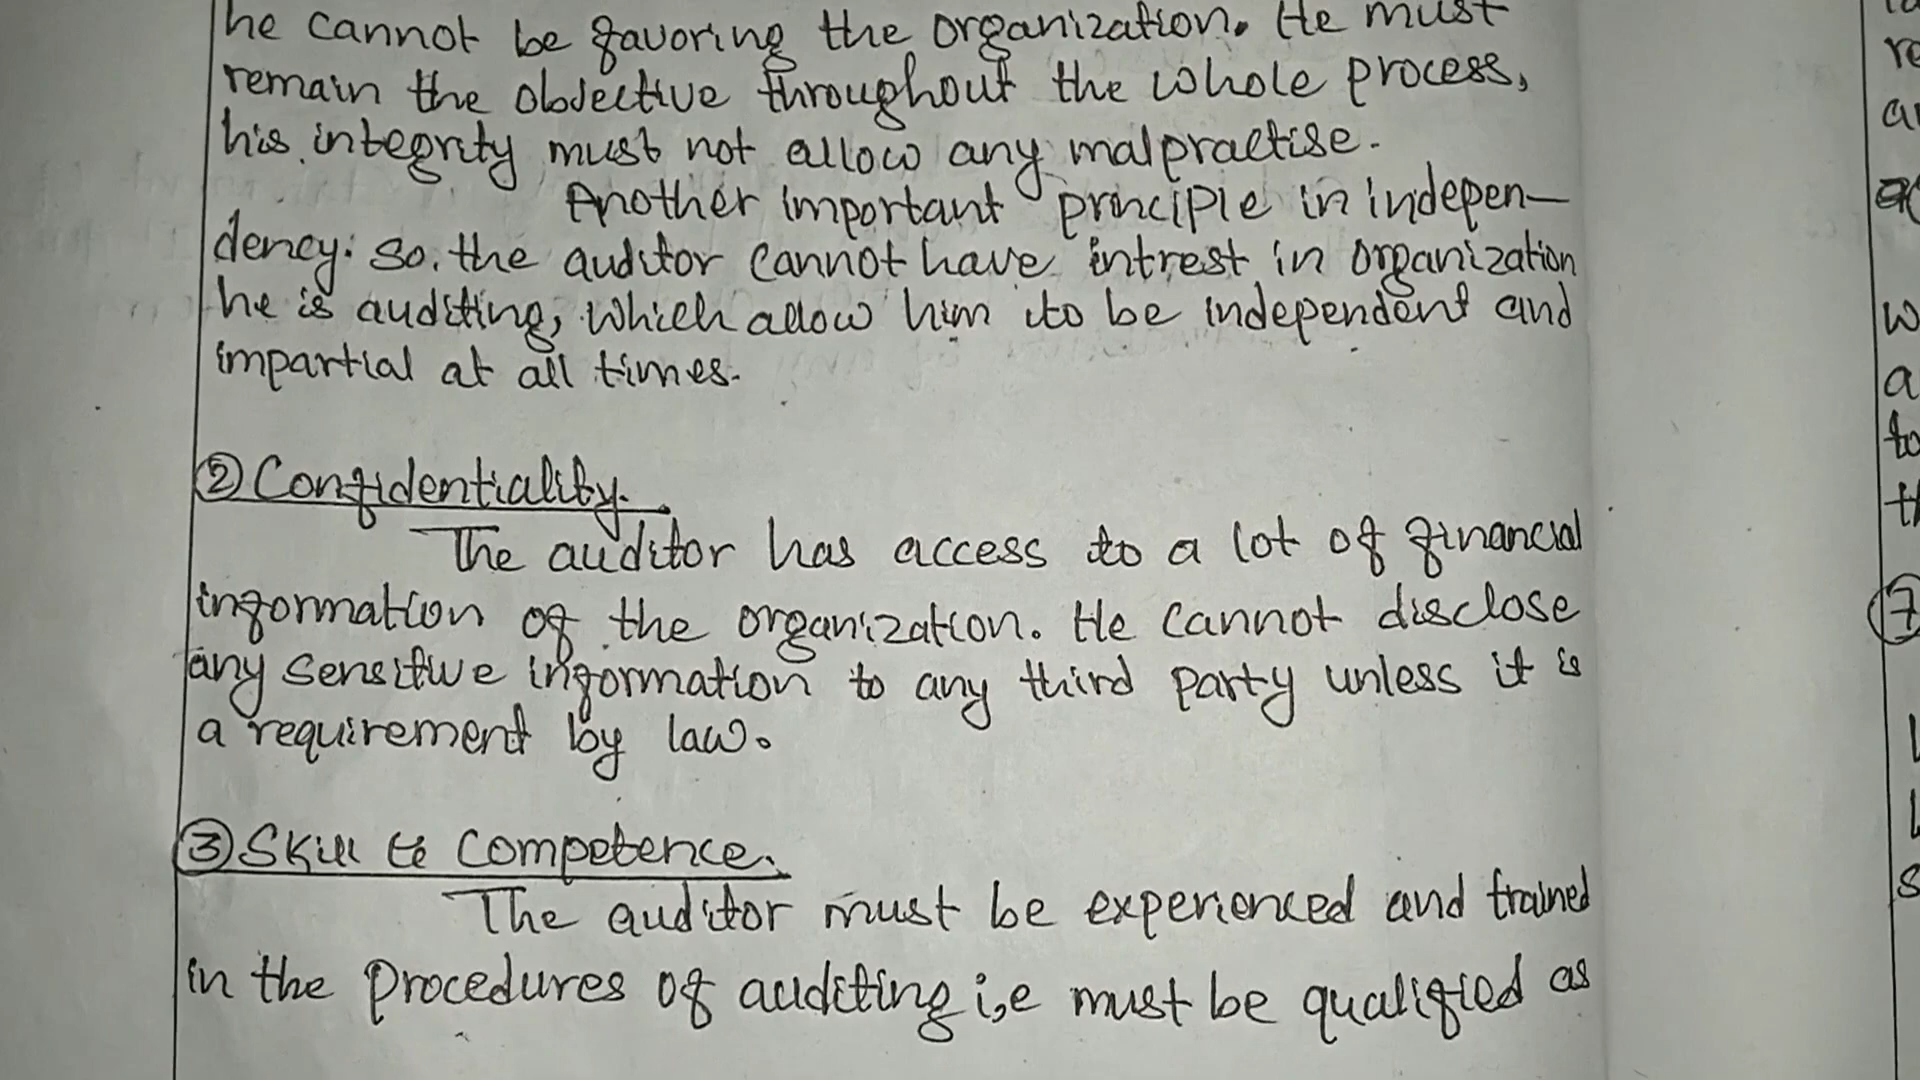 he cannot be favoring the organization. He must
remain the objective throughout the whole process,
his integrity must not allow any malpractise.
Another important principle in indepen-
dency. So, the auditor cannot have intrest in organization
he is auditing, which allow him to be independent and
impartial at all times.
② Confidentiality.
The auditor has access to a lot of financial
information of the organization. He cannot disclose
any sensitive information to any third party unless it is
a requirement by law.
③ Skill & Competence.
The auditor must be experienced and trained
in the procedures of auditing i,e must be qualified as
re
a
to
7